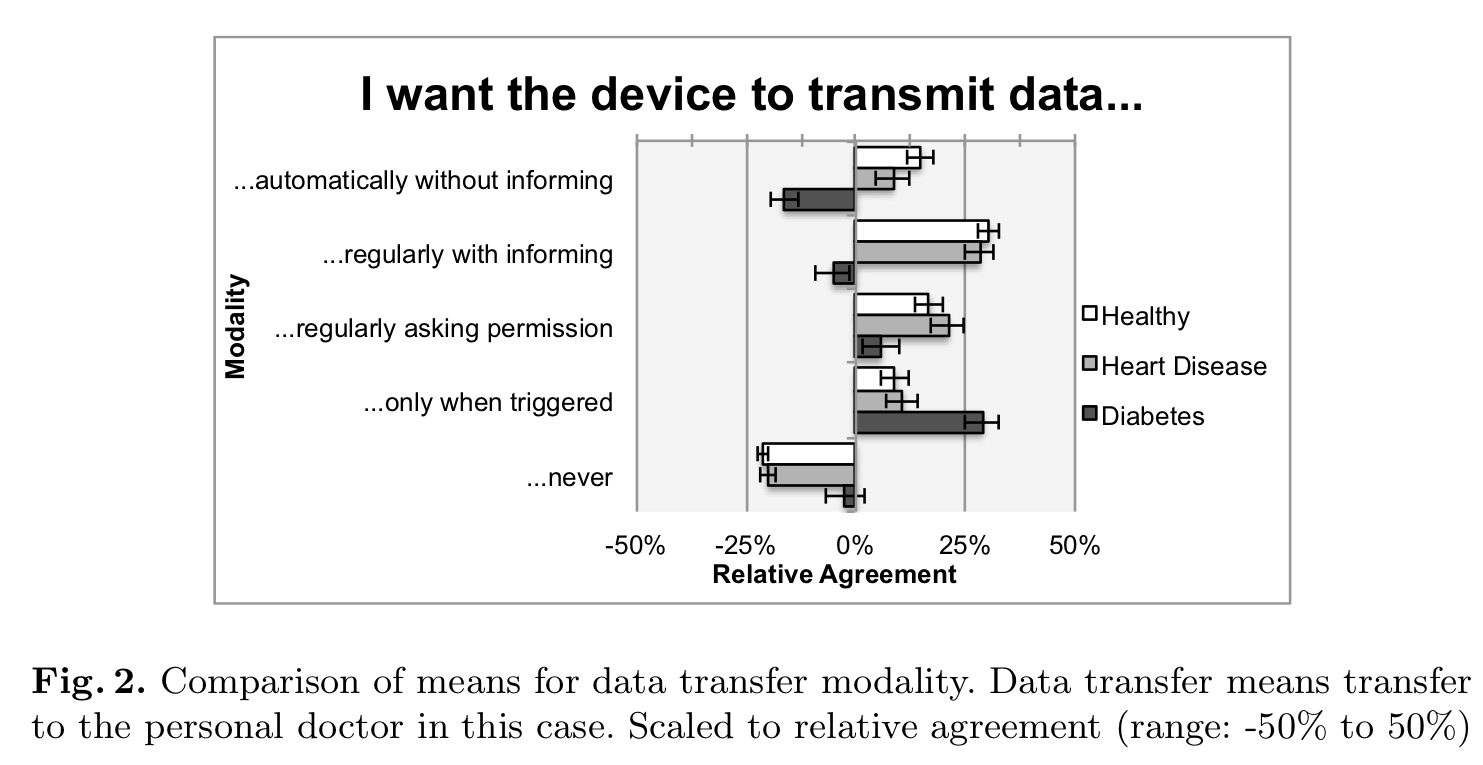 I want the device to transmit data...
...automatically without informing
...regularly with informing
...regularly asking permission
...only when triggered
...never
Modality
Healthy
Heart Disease
Diabetes
-50% -25% 0% 25% 50%
Relative Agreement
Fig. 2. Comparison of means for data transfer modality. Data transfer means transfer
to the personal doctor in this case. Scaled to relative agreement (range: -50% to 50%)